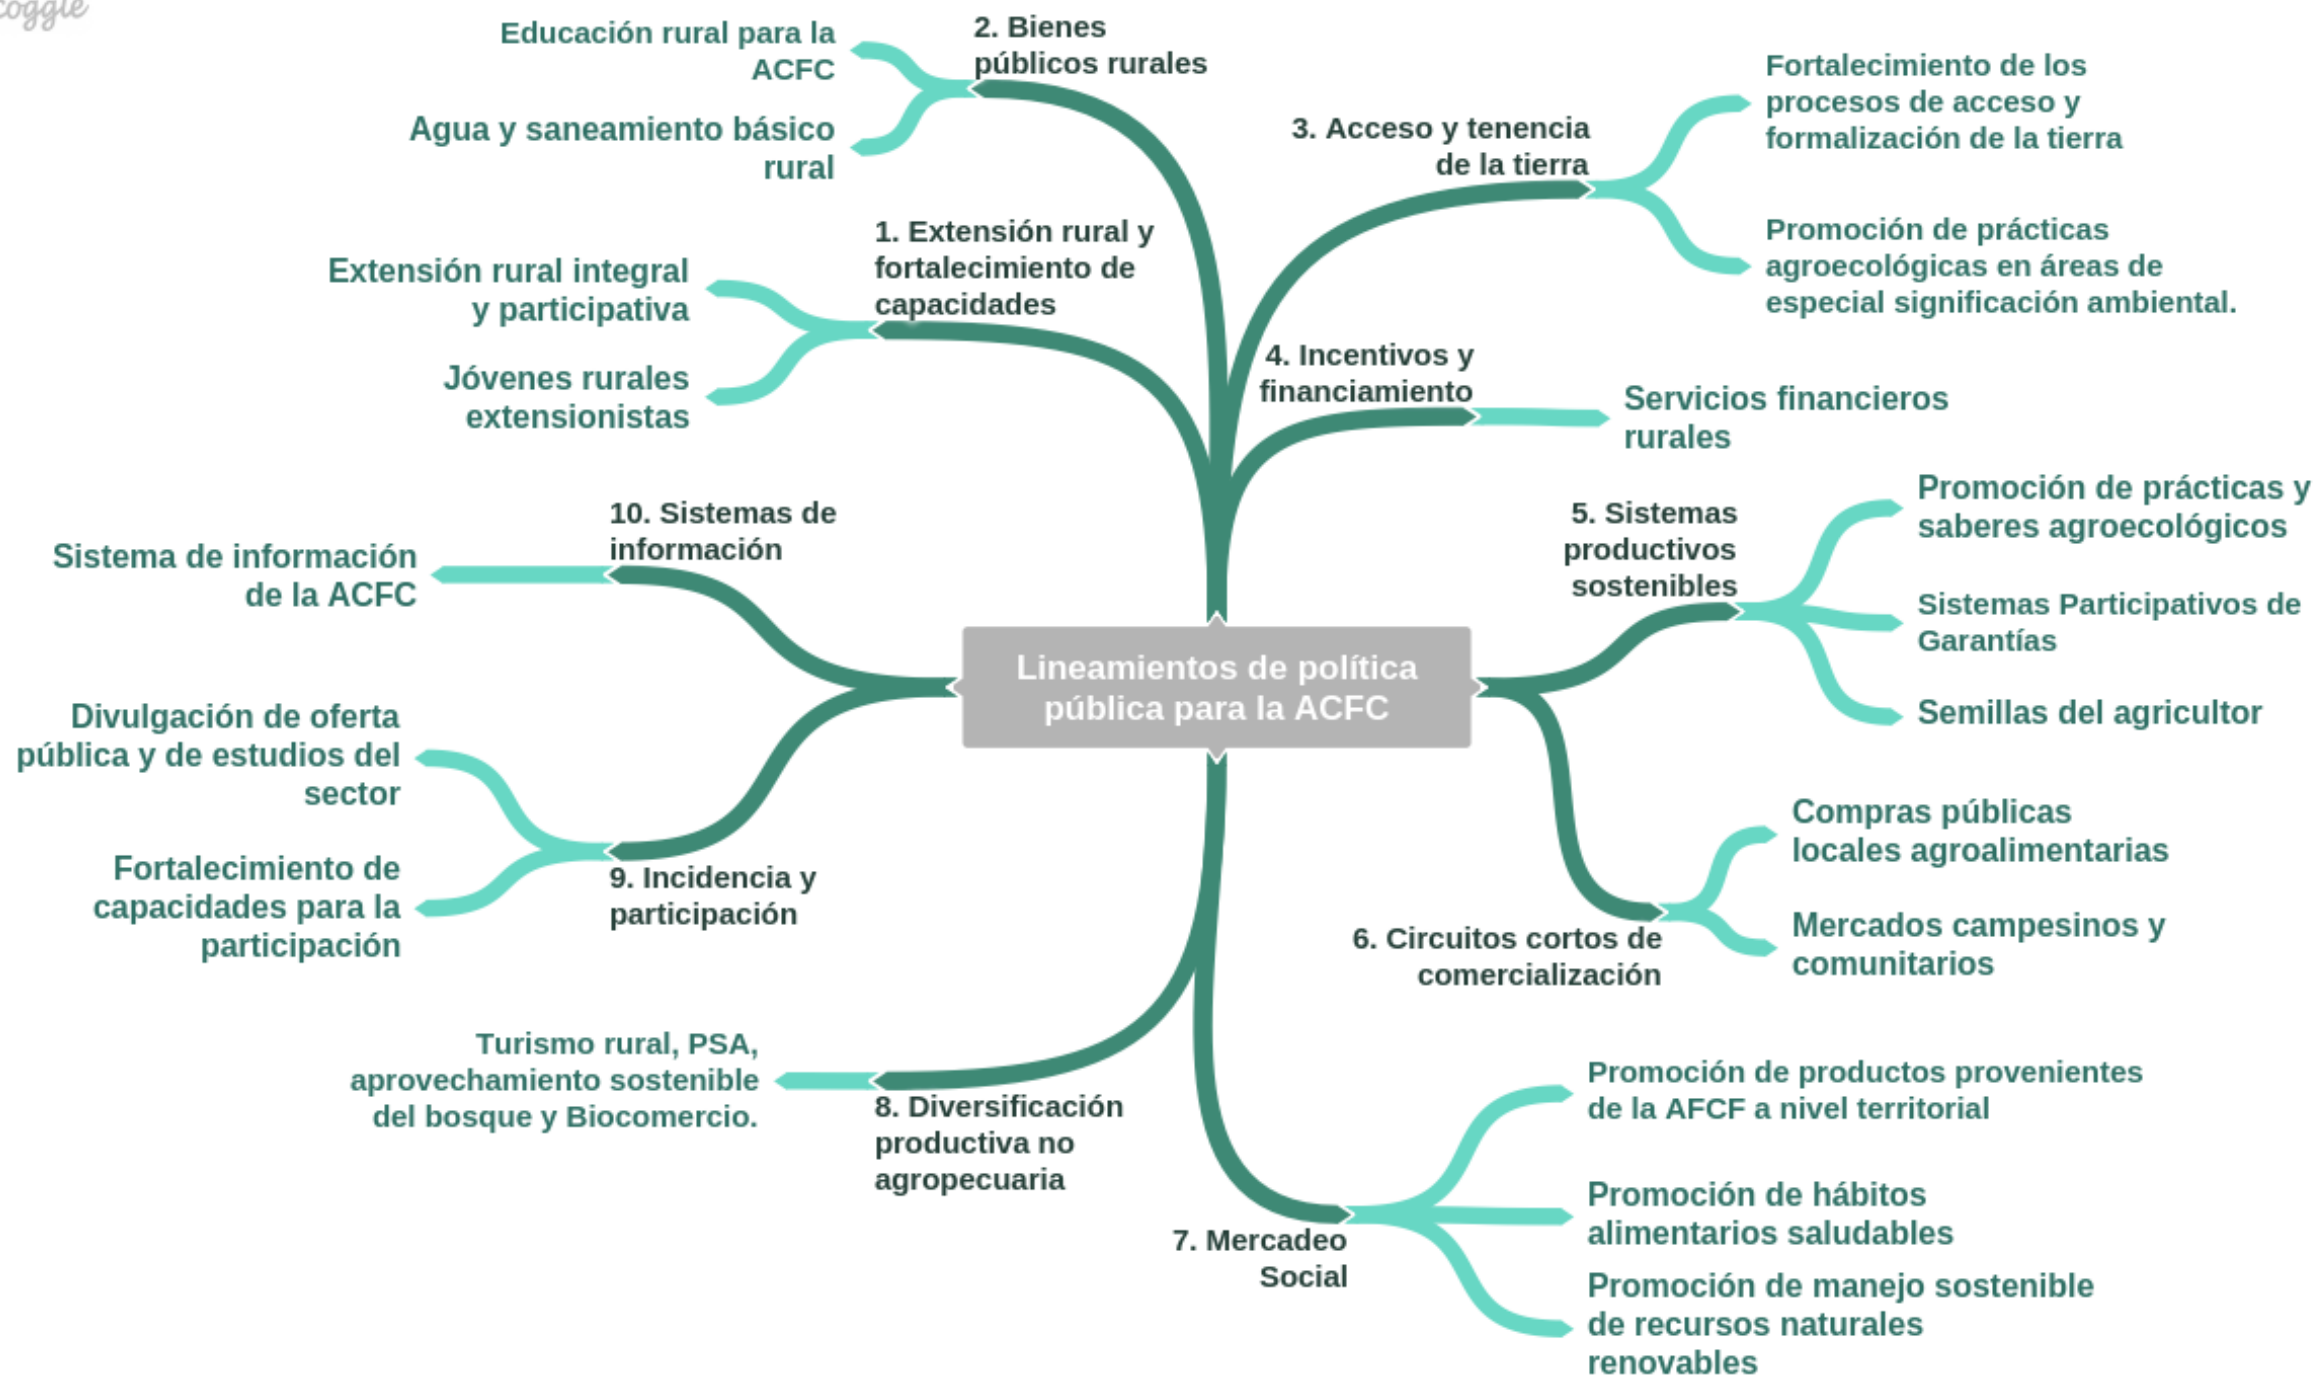 coggle
2. Bienes
públicos rurales
Educación rural para la
ACFC
Agua y saneamiento básico
rural
1. Extensión rural y
fortalecimiento de
capacidades
Extensión rural integral
y participativa
Jóvenes rurales
extensionistas
10. Sistemas de
información
Sistema de información
de la ACFC
Divulgación de oferta
pública y de estudios del
sector
Fortalecimiento de
capacidades para la
participación
9. Incidencia y
participación
Turismo rural, PSA,
aprovechamiento sostenible
del bosque y Biocomercio.
8. Diversificación
productiva no
agropecuaria
Lineamientos de política
pública para la ACFC
3. Acceso y tenencia
de la tierra
Fortalecimiento de los
procesos de acceso y
formalización de la tierra
Promoción de prácticas
agroecológicas en áreas de
especial significación ambiental.
4. Incentivos y
financiamiento
Servicios financieros
rurales
5. Sistemas
productivos
sostenibles
Promoción de prácticas y
saberes agroecológicos
Sistemas Participativos de
Garantías
Semillas del agricultor
6. Circuitos cortos de
comercialización
Compras públicas
locales agroalimentarias
Mercados campesinos y
comunitarios
7. Mercadeo
Social
Promoción de productos provenientes
de la AFCF a nivel territorial
Promoción de hábitos
alimentarios saludables
Promoción de manejo sostenible
de recursos naturales
renovables